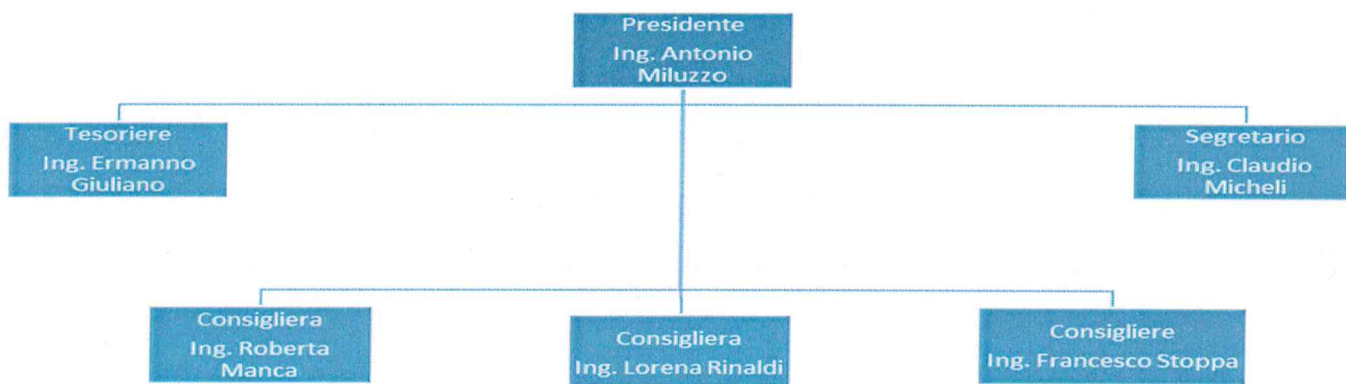 Presidente
Ing. Antonio
Miluzzo
Tesoriere
Ing. Ermanno
Giuliano
Segretario
Ing. Claudio
Micheli
Consigliera
Ing. Roberta
Manca
Consigliera
Ing. Lorena Rinaldi
Consigliere
Ing. Francesco Stoppa